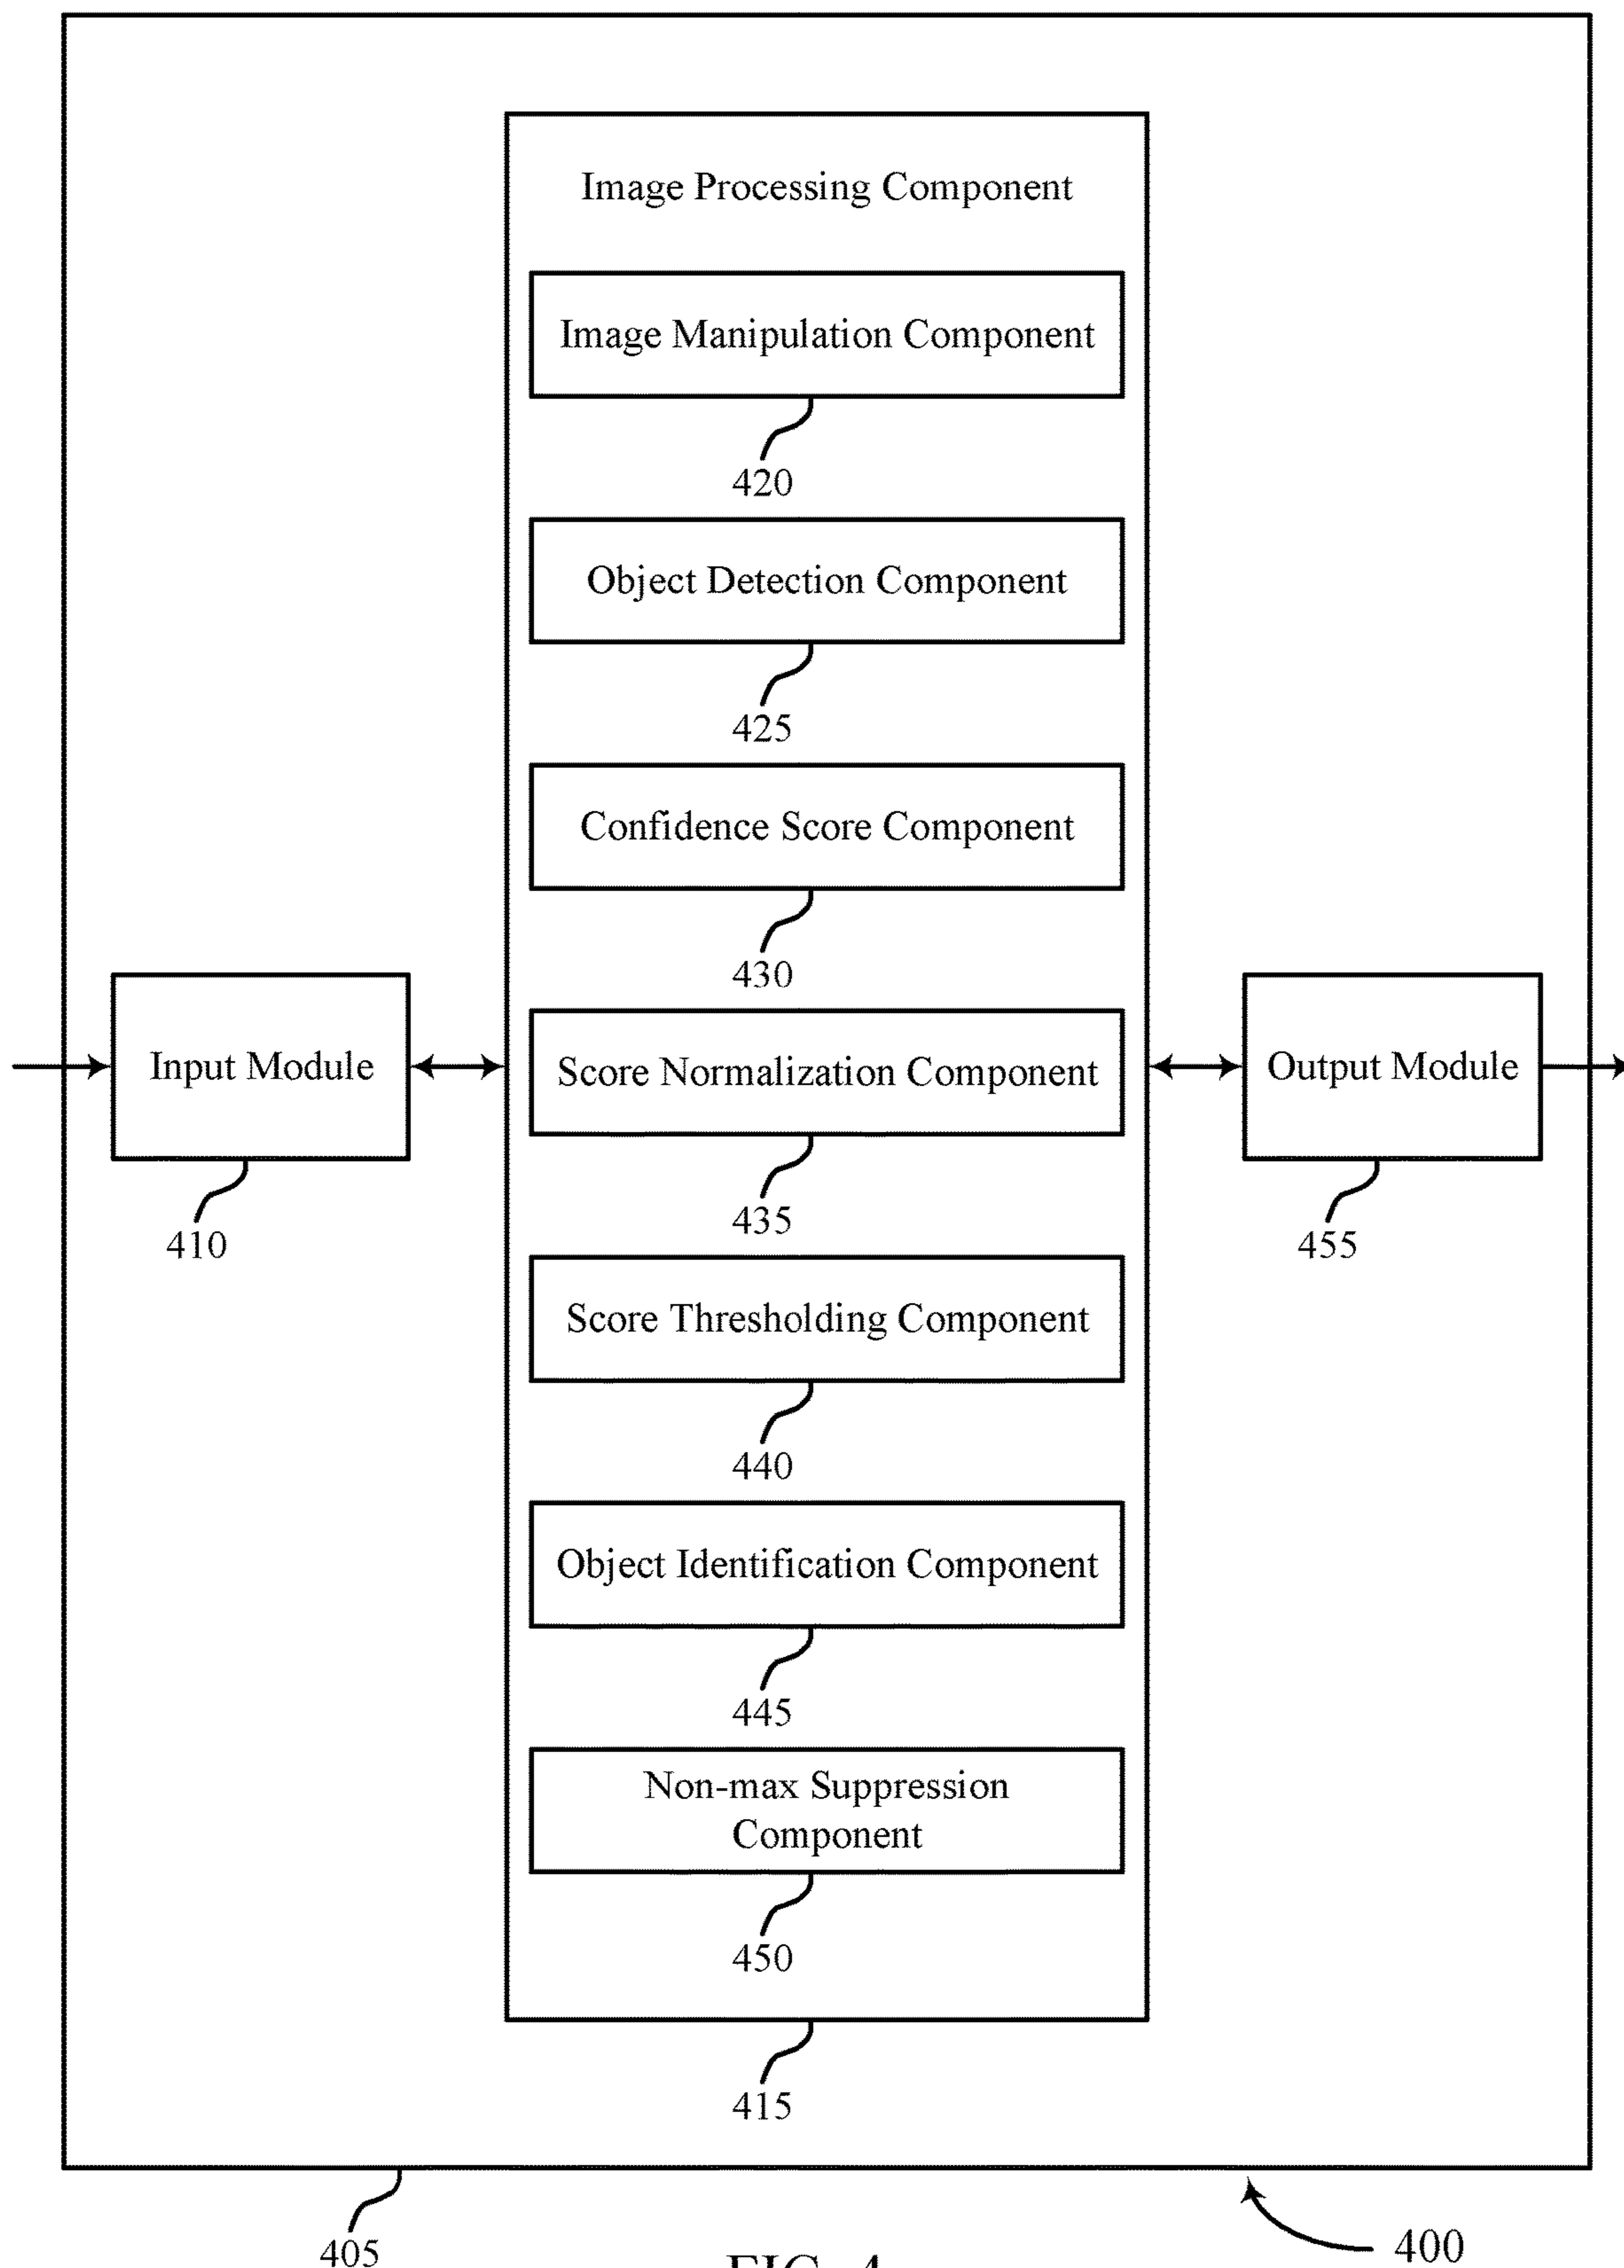 Image Processing Component
Image Manipulation Component
420
Object Detection Component
425
Confidence Score Component
430
Input Module
410
Score Normalization Component
435
Output Module
455
Score Thresholding Component
440
Object Identification Component
445
Non-max Suppression
Component
450
415
405
400
FIG. 4